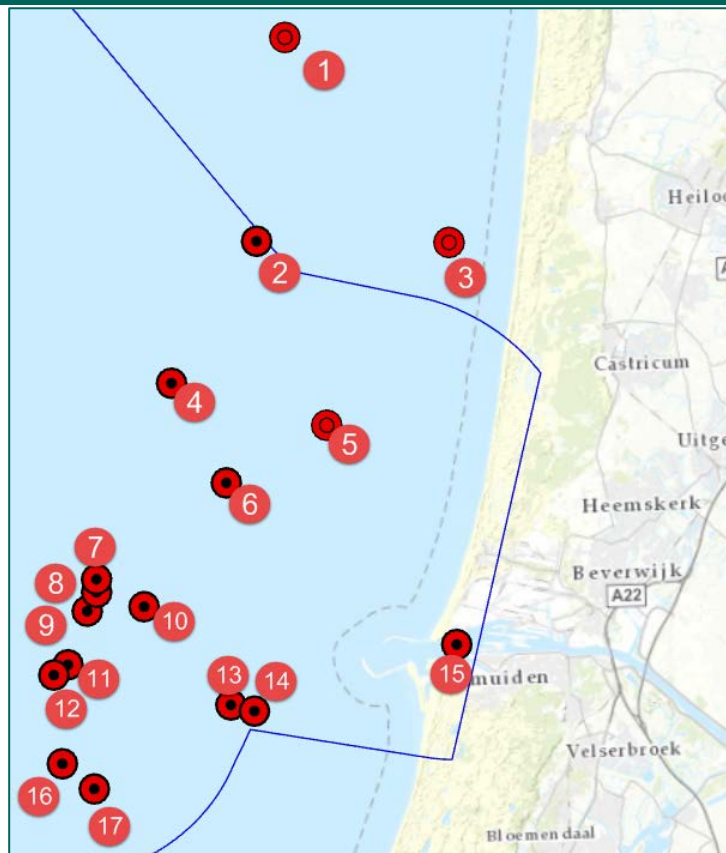 1
Heiloo
2
3
Castricum
4
5
Uitge
6
Heemskerk
7
Beverwijk
8
A22
9
10
15
muiden
11
13
14
12
Velserbroek
16
17
Bloemendaal